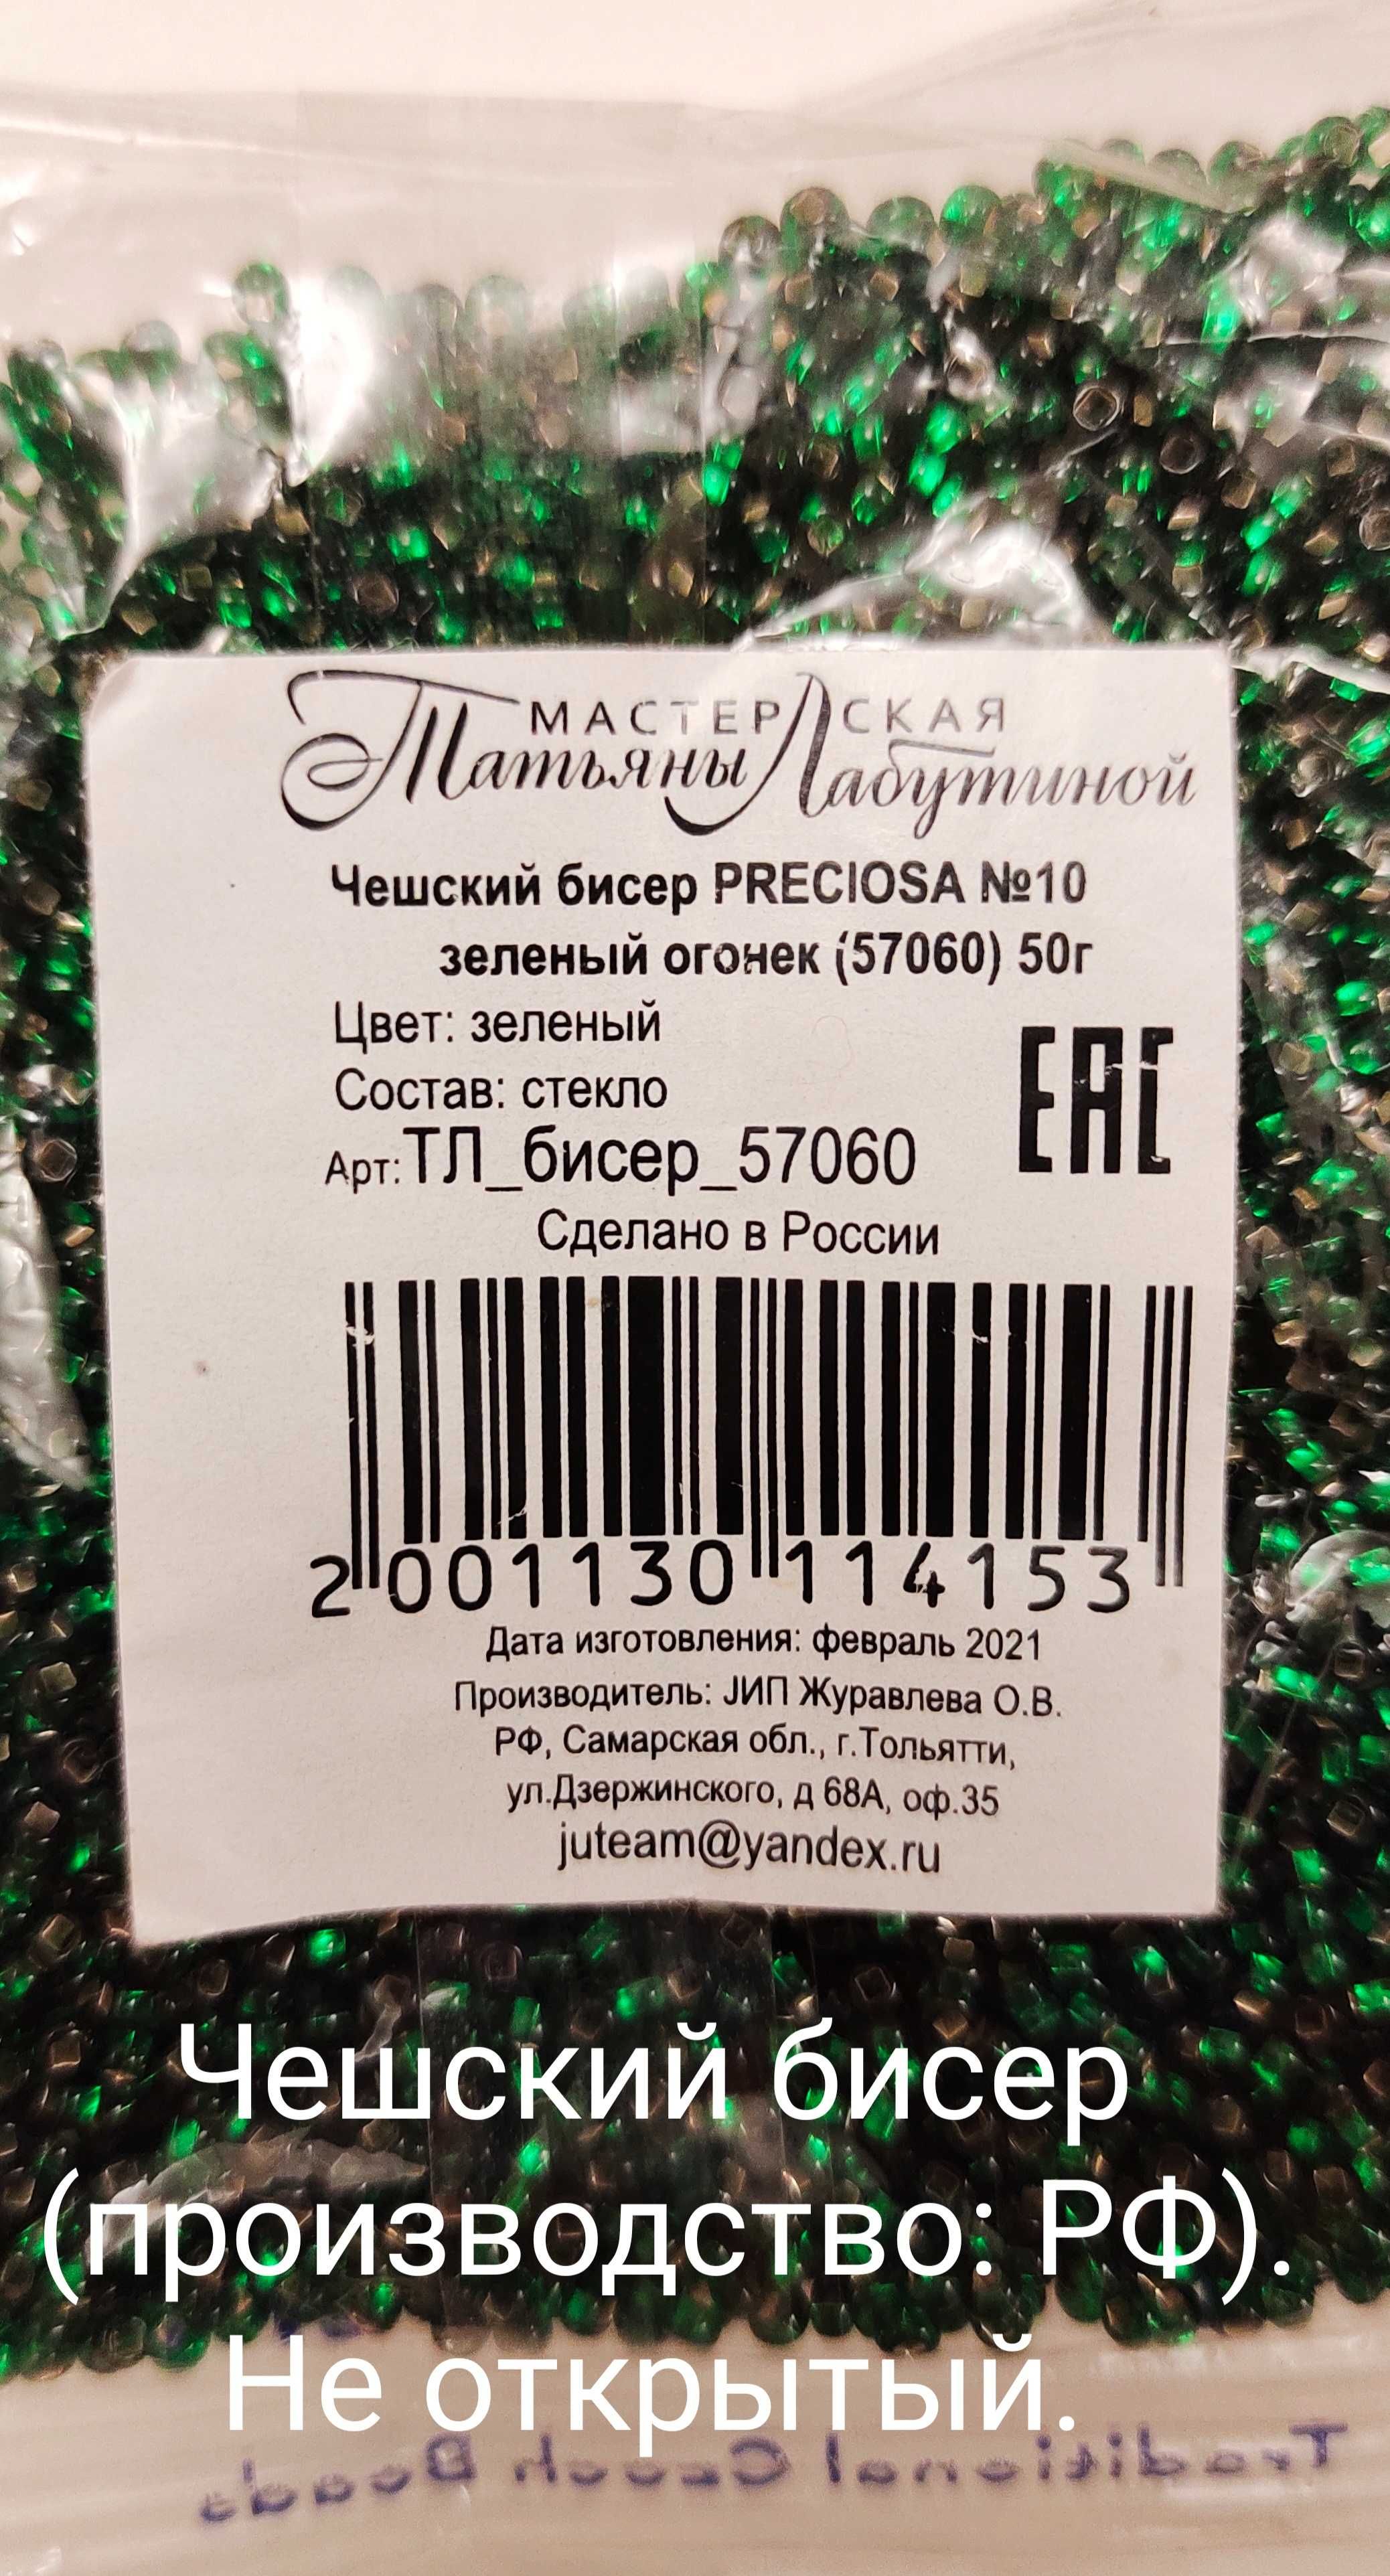 МАСТЕРСКАЯ
Татьяны Лабутиной
Чешский бисер PRECIOSA №10
зеленый огонек (57060) 50г
Цвет: зеленый
Состав: стекло
EAC
Арт:ТЛ_бисер_57060
Сделано в России
2 001130 114153
Дата изготовления: февраль 2021
Производитель: JИП Журавлева О.В.
РФ, Самарская обл., г.Тольятти,
ул.Дзержинского, д 68А, оф.35
juteam@yandex.ru
Чешский бисер
(производство: РФ).
Не открытый.
Traditional Czech Beads